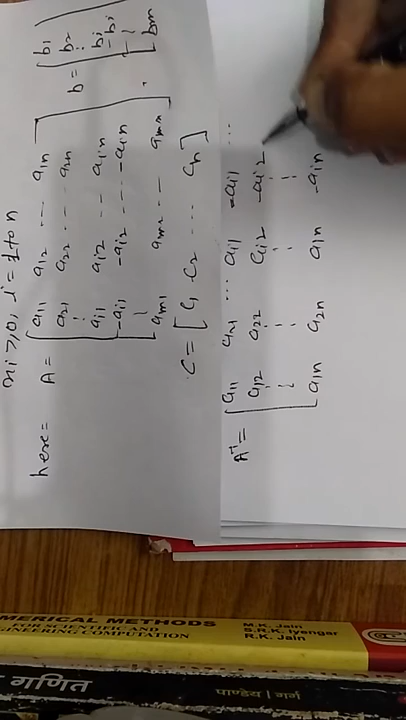 xi ≥ 0, i = 1 to n
here = A = [ a11 a12 --- a1n
a21 a22 --- a2n
⋮
ai1 ai2 -- ain
-ai1 -ai2 ---- -ain
⋮
am1 am2 --- amn ]
b = [ b1
b2
⋮
bi
-bi
⋮
bm ]
C = [ C1 C2 ... Cn ]
A^T = [ a11 a21 ... ai1 -ai1 ...
a12 a22 ai2 -ai2
⋮ ⋮ ⋮ ⋮
a1n a2n ain -ain
NUMERICAL METHODS
FOR SCIENTIFIC AND
ENGINEERING COMPUTATION
M.K. Jain
S.R.K. Iyengar
R.K. Jain
गणित
पाण्डेय | गर्ग